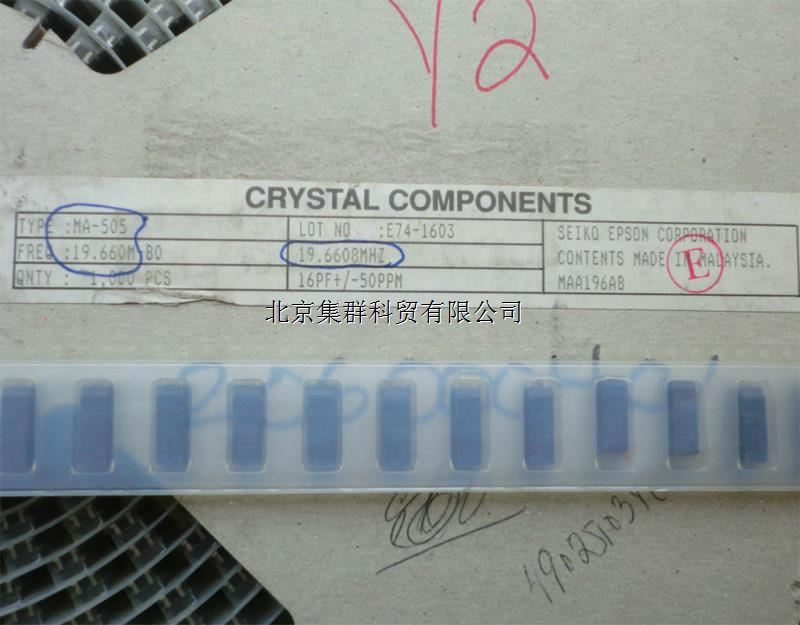 Y2
CRYSTAL COMPONENTS
TYPE :MA-505
LOT NO :E74-1603
SEIKO EPSON CORPORATION
FREQ :19.660M-B0
19.6608MHZ
CONTENTS MADE IN MALAYSIA.
E
QNTY : 1,000 PCS
16PF+/-50PPM
MAA196AB
北京集群科贸有限公司